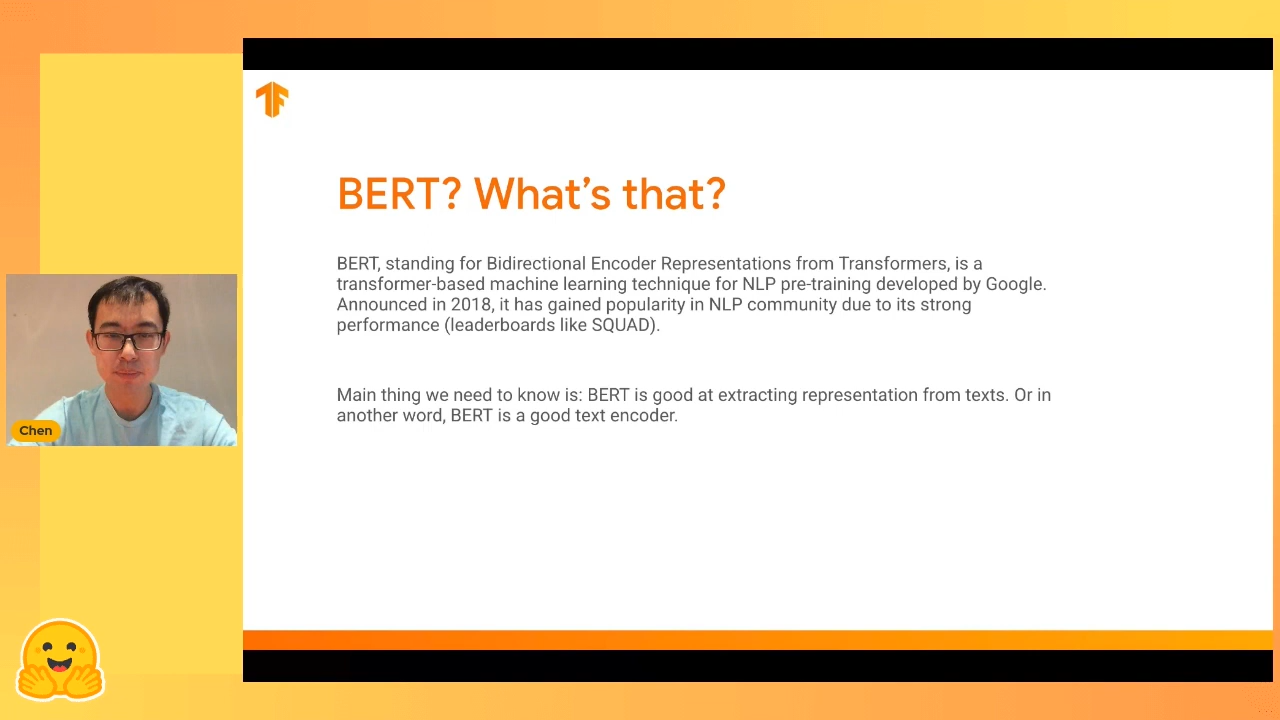 BERT? What’s that?
BERT, standing for Bidirectional Encoder Representations from Transformers, is a
transformer-based machine learning technique for NLP pre-training developed by Google.
Announced in 2018, it has gained popularity in NLP community due to its strong
performance (leaderboards like SQUAD).
Main thing we need to know is: BERT is good at extracting representation from texts. Or in
another word, BERT is a good text encoder.
Chen